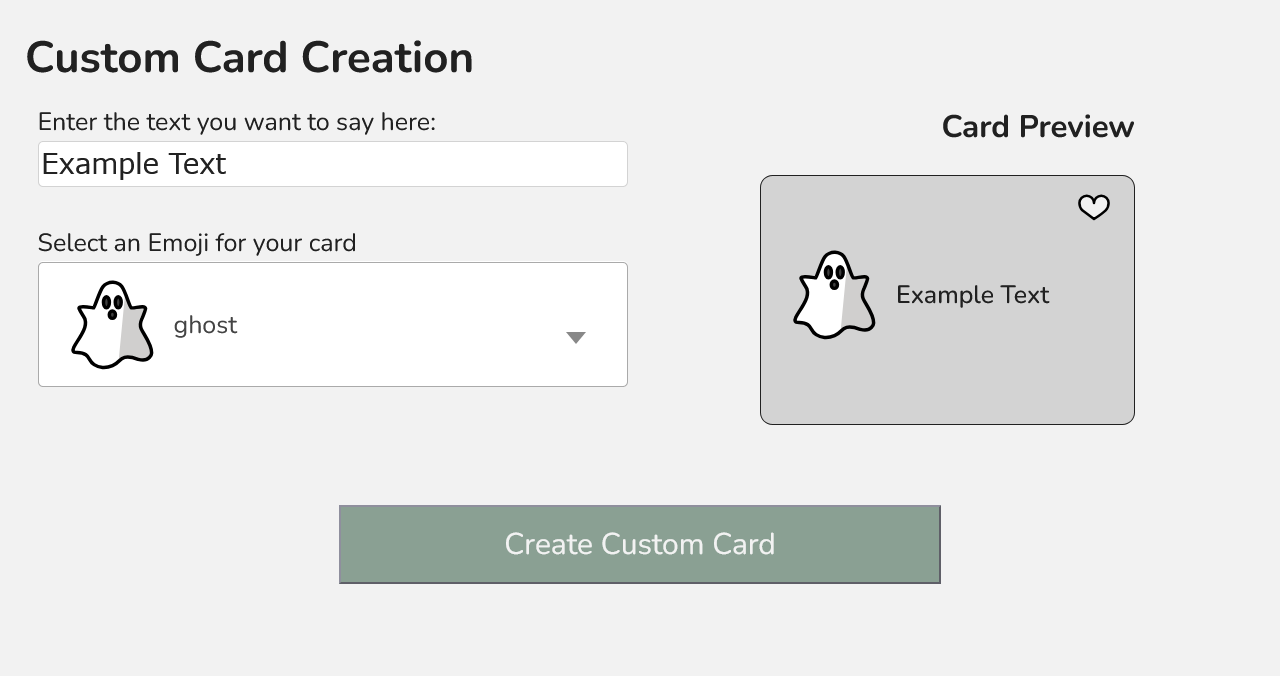 Custom Card Creation
Enter the text you want to say here:
Example Text
Select an Emoji for your card
ghost
Card Preview
Example Text
Create Custom Card